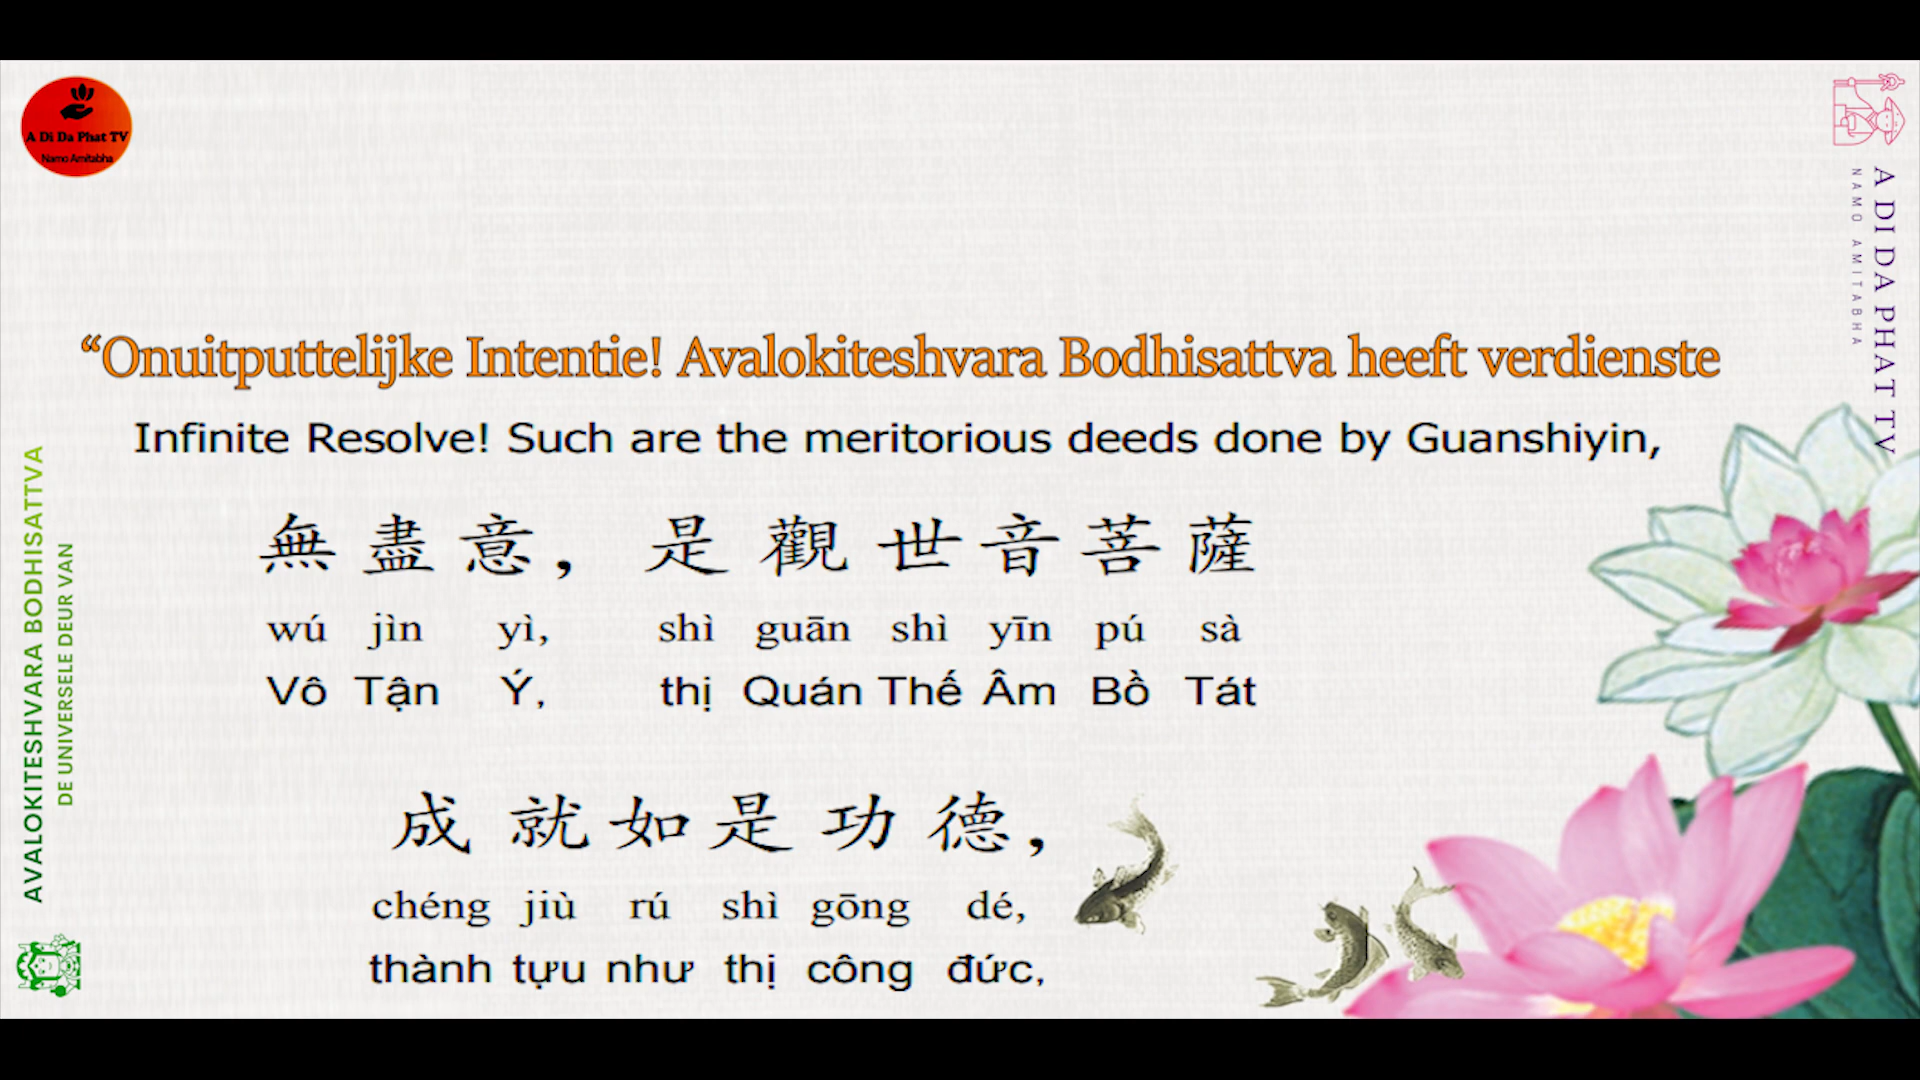 A Di Da Phat TV
Namo Amitabha
A DI DA PHAT TV
NAMO AMITABHA
“Onuitputtelijke Intentie! Avalokiteshvara Bodhisattva heeft verdienste
Infinite Resolve! Such are the meritorious deeds done by Guanshiyin,
無盡意，是觀世音菩薩
wú jìn yì, shì guān shì yīn pú sà
Vô Tận Ý, thị Quán Thế Âm Bồ Tát
成就如是功德，
chéng jiù rú shì gōng dé,
thành tựu như thị công đức,
AVALOKITESHVARA BODHISATTVA
DE UNIVERSELE DEUR VAN